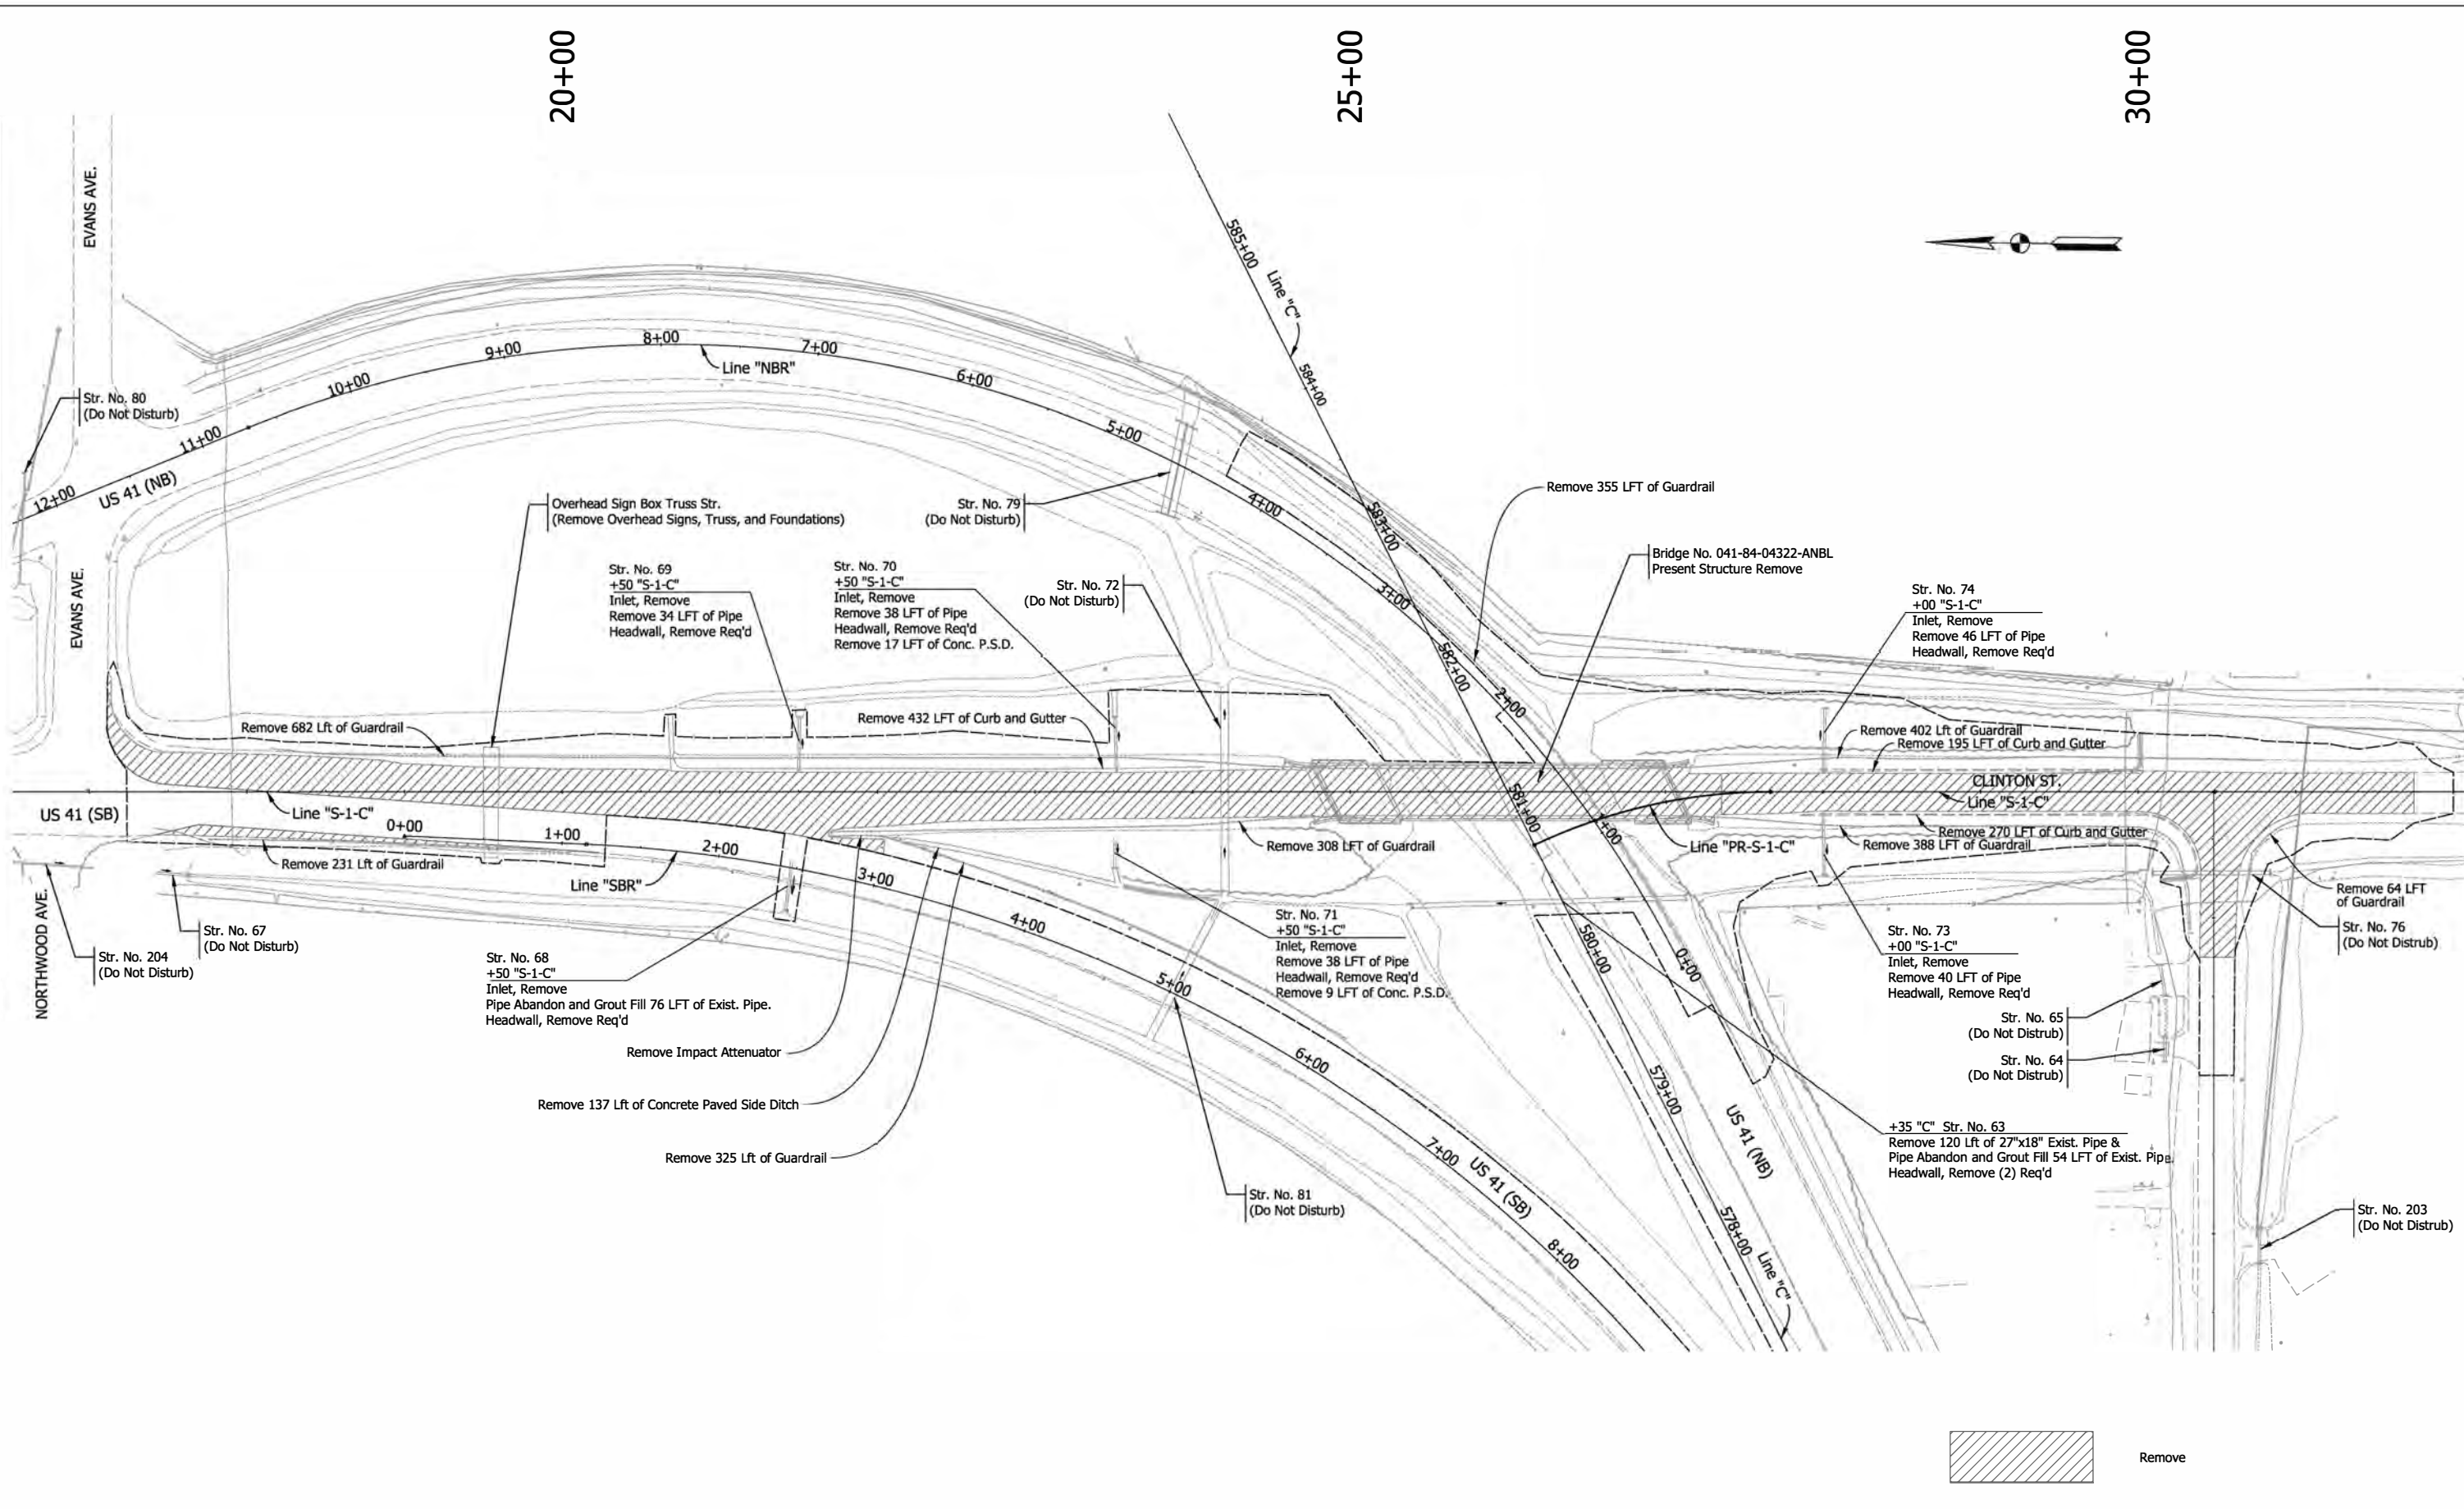 20+00
25+00
30+00
EVANS AVE.
585+00
Line "C"
584+00
583+00
582+00
581+00
580+00
579+00
578+00
Line "C"
8+00
7+00
9+00
Line "NBR"
10+00
6+00
5+00
11+00
12+00
US 41 (NB)
4+00
3+00
2+00
1+00
0+00
Str. No. 80
(Do Not Disturb)
Overhead Sign Box Truss Str.
(Remove Overhead Signs, Truss, and Foundations)
Str. No. 79
(Do Not Disturb)
Remove 355 LFT of Guardrail
Bridge No. 041-84-04322-ANBL
Present Structure Remove
EVANS AVE.
Str. No. 69
+50 "S-1-C"
Inlet, Remove
Remove 34 LFT of Pipe
Headwall, Remove Req'd
Str. No. 70
+50 "S-1-C"
Inlet, Remove
Remove 38 LFT of Pipe
Headwall, Remove Req'd
Remove 17 LFT of Conc. P.S.D.
Str. No. 72
(Do Not Disturb)
Str. No. 74
+00 "S-1-C"
Inlet, Remove
Remove 46 LFT of Pipe
Headwall, Remove Req'd
Remove 682 Lft of Guardrail
Remove 432 LFT of Curb and Gutter
Remove 402 Lft of Guardrail
Remove 195 LFT of Curb and Gutter
CLINTON ST.
Line "S-1-C"
US 41 (SB)
Line "S-1-C"
0+00
1+00
2+00
3+00
4+00
5+00
6+00
7+00
US 41 (SB)
8+00
Remove 231 Lft of Guardrail
Line "SBR"
Remove 308 LFT of Guardrail
Line "PR-S-1-C"
Remove 270 LFT of Curb and Gutter
Remove 388 LFT of Guardrail
Remove 64 LFT
of Guardrail
NORTHWOOD AVE.
Str. No. 204
(Do Not Disturb)
Str. No. 67
(Do Not Disturb)
Str. No. 68
+50 "S-1-C"
Inlet, Remove
Pipe Abandon and Grout Fill 76 LFT of Exist. Pipe.
Headwall, Remove Req'd
Str. No. 71
+50 "S-1-C"
Inlet, Remove
Remove 38 LFT of Pipe
Headwall, Remove Req'd
Remove 9 LFT of Conc. P.S.D.
Str. No. 73
+00 "S-1-C"
Inlet, Remove
Remove 40 LFT of Pipe
Headwall, Remove Req'd
Str. No. 76
(Do Not Distrub)
Str. No. 65
(Do Not Distrub)
Str. No. 64
(Do Not Distrub)
Remove Impact Attenuator
Remove 137 Lft of Concrete Paved Side Ditch
Remove 325 Lft of Guardrail
Str. No. 81
(Do Not Disturb)
US 41 (NB)
+35 "C" Str. No. 63
Remove 120 Lft of 27"x18" Exist. Pipe &
Pipe Abandon and Grout Fill 54 LFT of Exist. Pipe.
Headwall, Remove (2) Req'd
Str. No. 203
(Do Not Distrub)
Remove